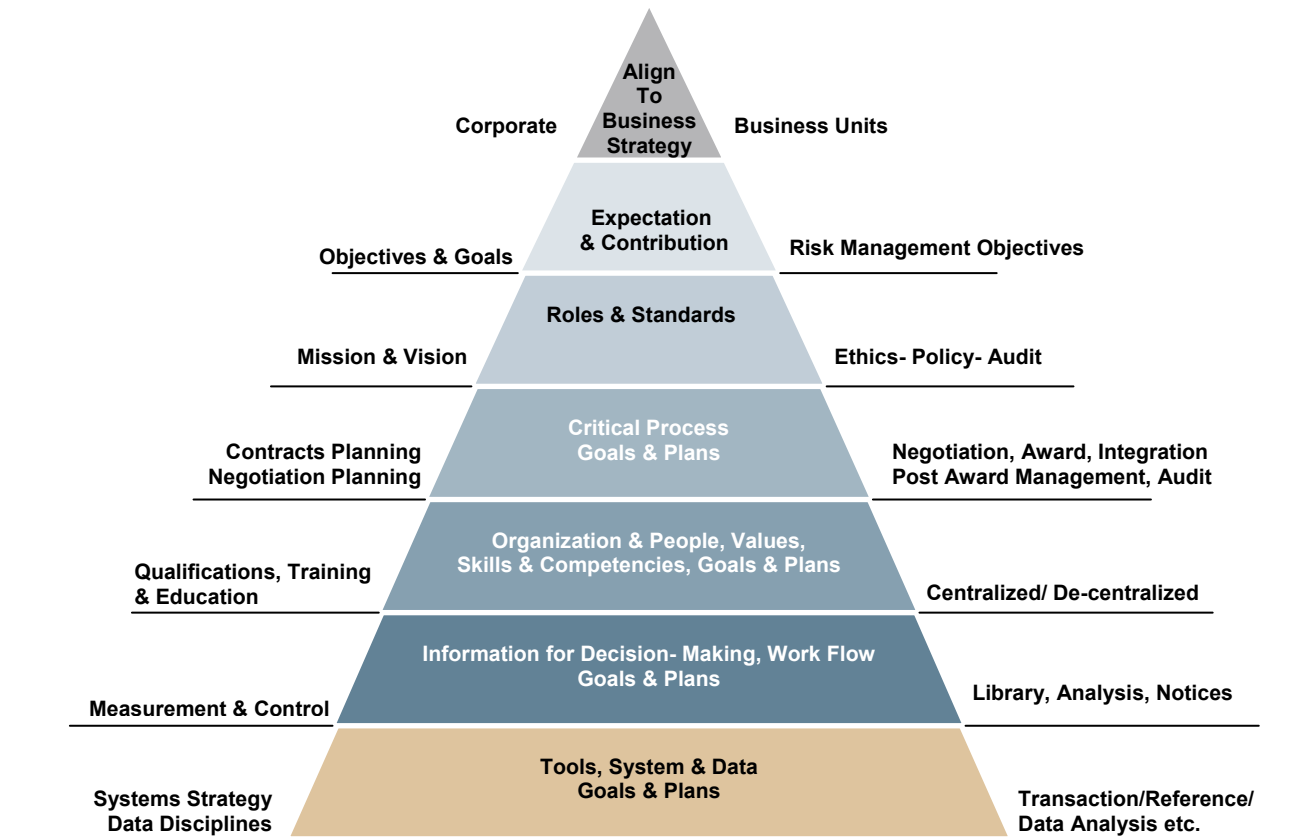 Align
To
Business
Strategy
Corporate
Business Units
Expectation
& Contribution
Objectives & Goals
Risk Management Objectives
Roles & Standards
Mission & Vision
Ethics- Policy- Audit
Critical Process
Goals & Plans
Contracts Planning
Negotiation Planning
Negotiation, Award, Integration
Post Award Management, Audit
Organization & People, Values,
Skills & Competencies, Goals & Plans
Qualifications, Training
& Education
Centralized/ De-centralized
Information for Decision- Making, Work Flow
Goals & Plans
Measurement & Control
Library, Analysis, Notices
Tools, System & Data
Goals & Plans
Systems Strategy
Data Disciplines
Transaction/Reference/
Data Analysis etc.